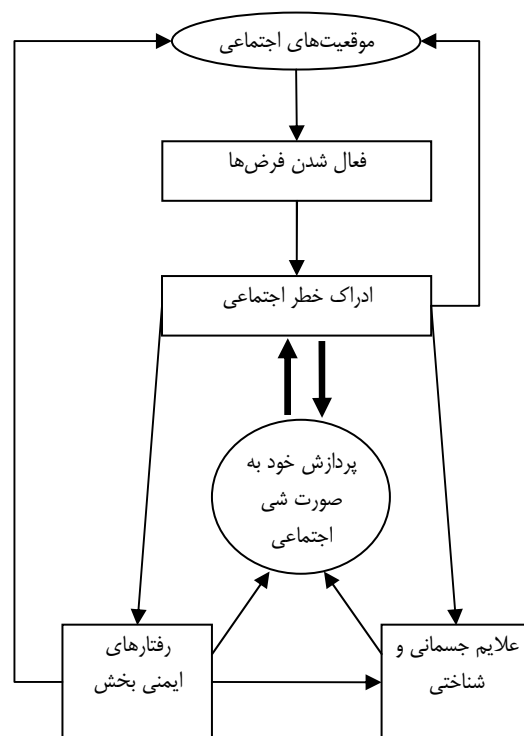 موقعیت‌های اجتماعی
فعال شدن فرض‌ها
ادراک خطر اجتماعی
پردازش خود به
صورت شی
اجتماعی
رفتارهای
ایمنی بخش
علایم جسمانی و
شناختی